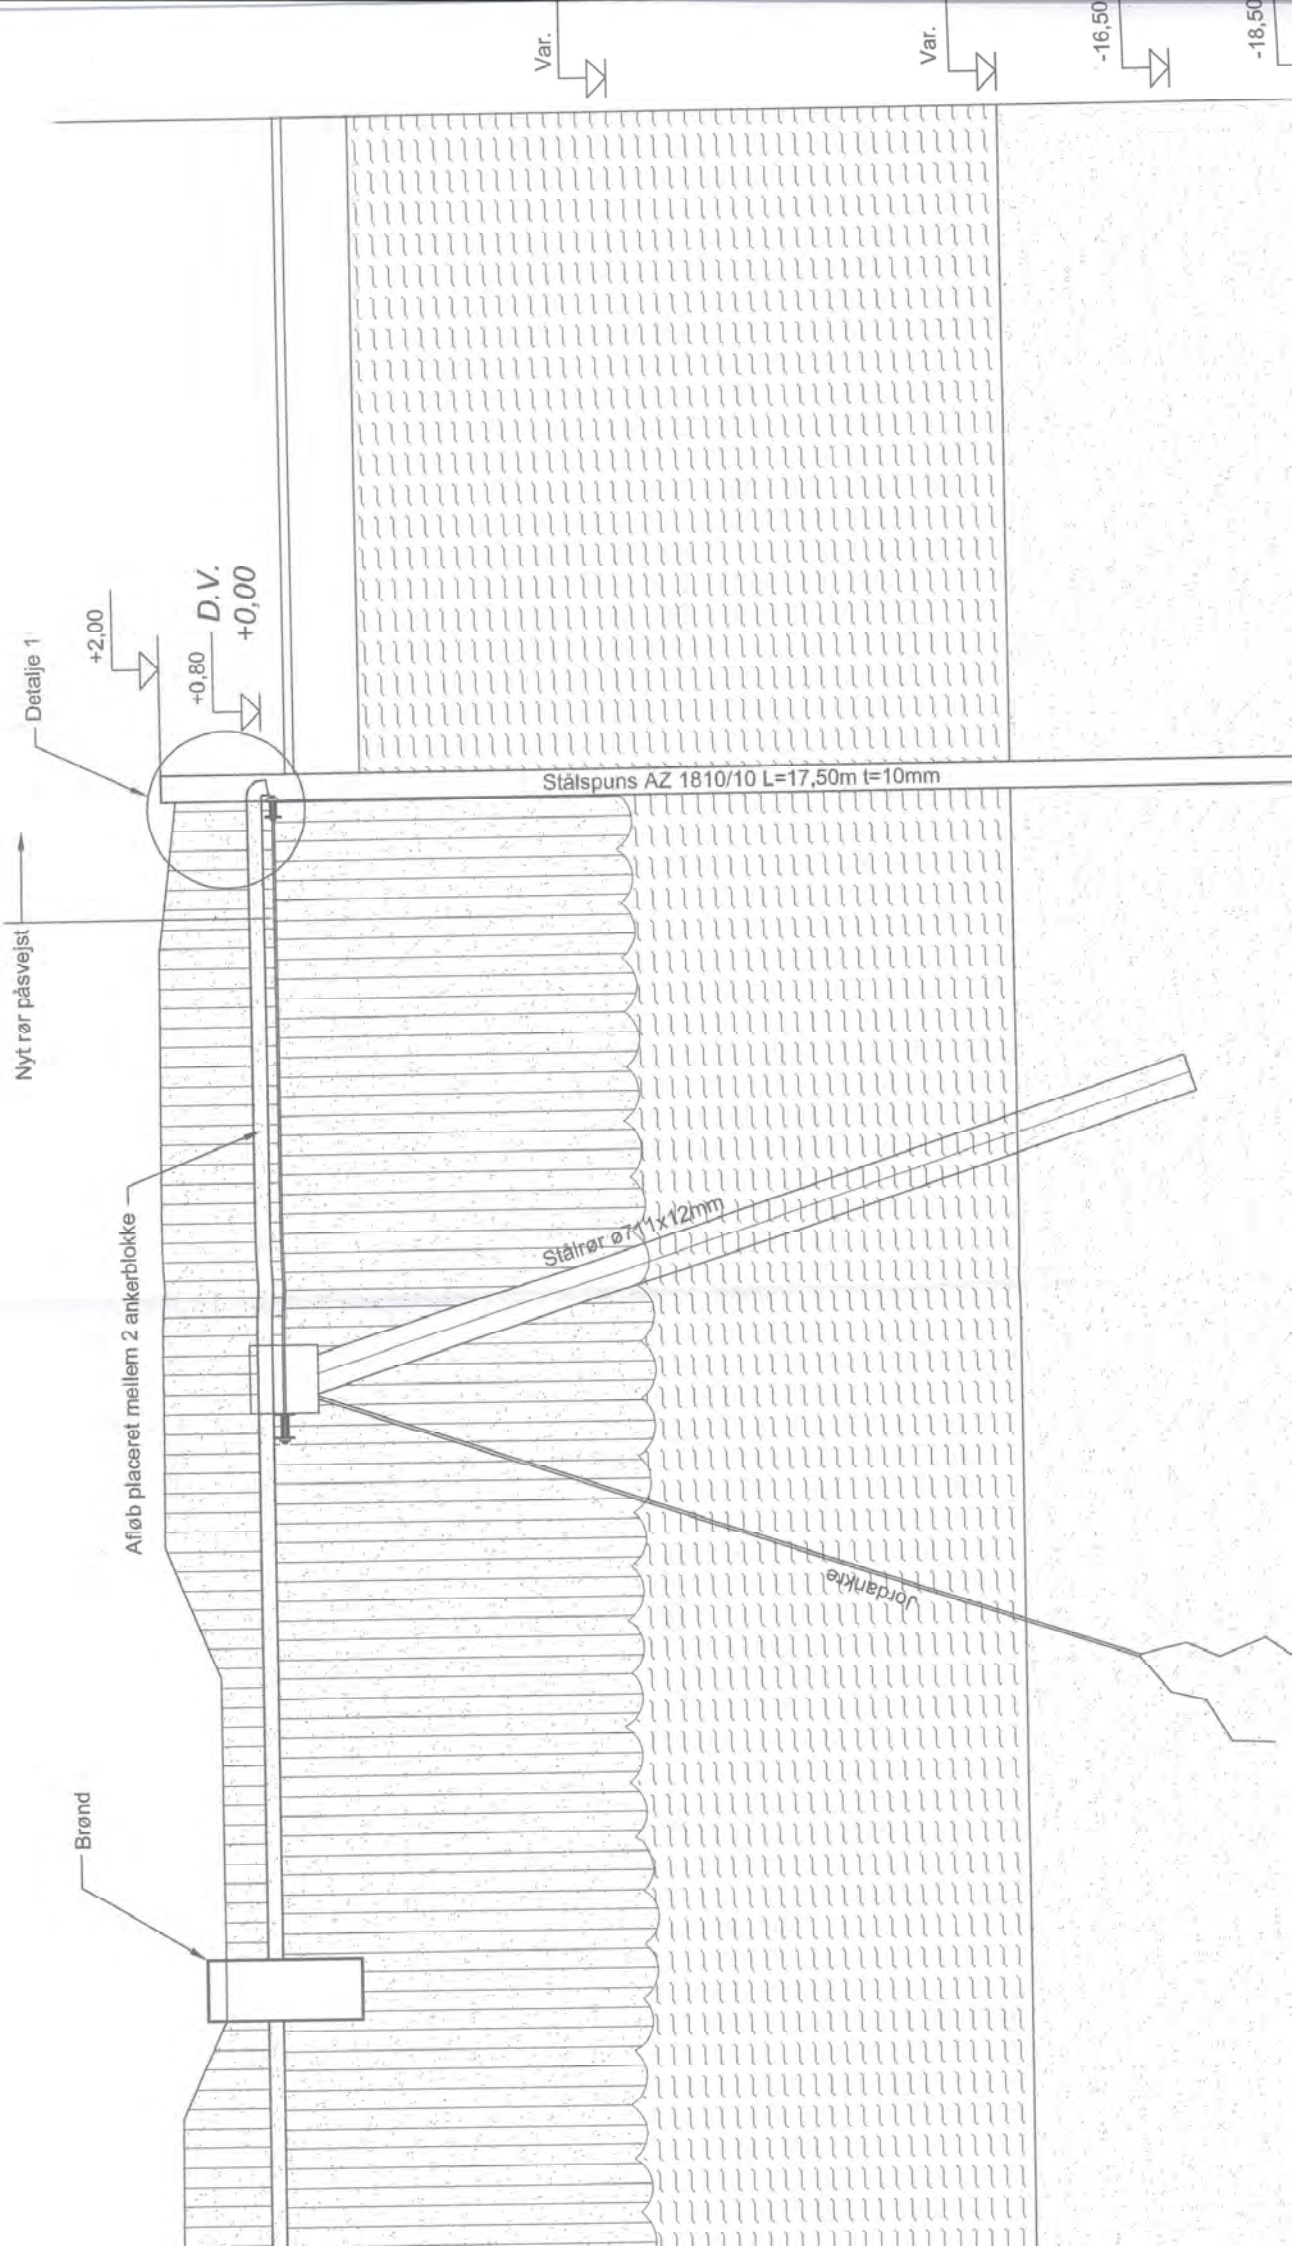 Nyt rør påsvejst
Detalje 1
+2,00
+0,80
D.V.
+0,00
Var.
Var.
-16,50
-18,50
Stålspuns AZ 1810/10 L=17,50m t=10mm
Afløb placeret mellem 2 ankerblokke
Stålrør ø711x12mm
Jordankre
Brønd